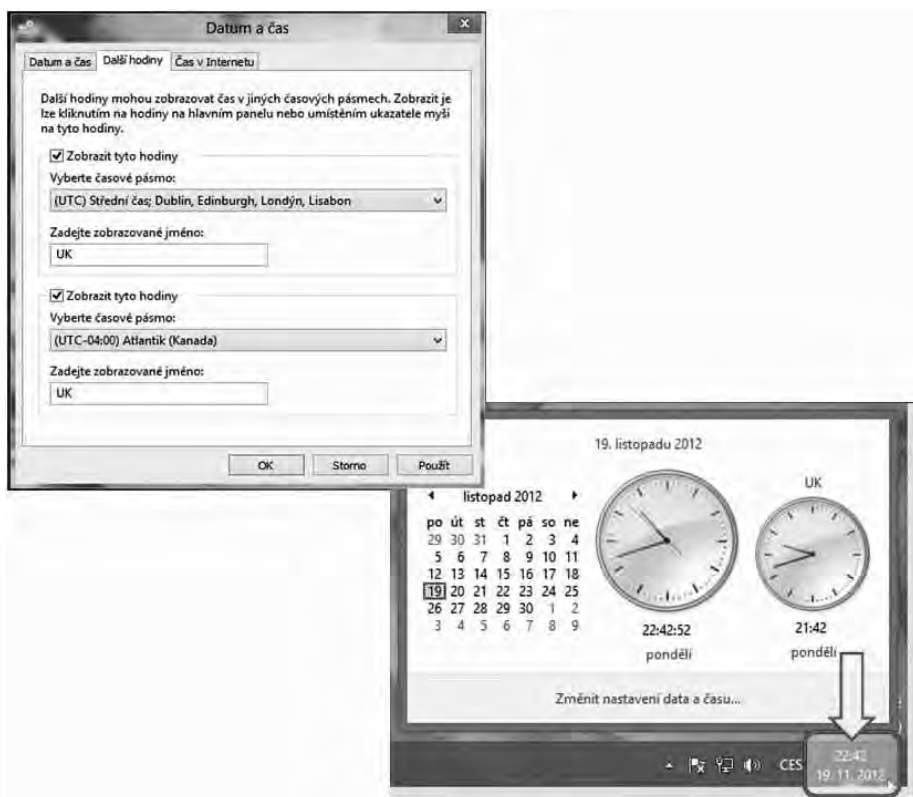 Datum a čas
Datum a čas Další hodiny Čas v Internetu
Další hodiny mohou zobrazovat čas v jiných časových pásmech. Zobrazit je
lze kliknutím na hodiny na hlavním panelu nebo umístěním ukazatele myši
na tyto hodiny.
Zobrazit tyto hodiny
Vyberte časové pásmo:
(UTC) Střední čas; Dublin, Edinburgh, Londýn, Lisabon
Zadejte zobrazované jméno:
UK
Zobrazit tyto hodiny
Vyberte časové pásmo:
(UTC-04:00) Atlantik (Kanada)
Zadejte zobrazované jméno:
UK
OK Storno Použít
19. listopadu 2012
listopad 2012
po út st čt pá so ne
29 30 31 1 2 3 4
5 6 7 8 9 10 11
12 13 14 15 16 17 18
19 20 21 22 23 24 25
26 27 28 29 30 1 2
3 4 5 6 7 8 9
22:42:52
pondělí
UK
21:42
pondělí
Změnit nastavení data a času...
CES
22:42
19. 11. 2012